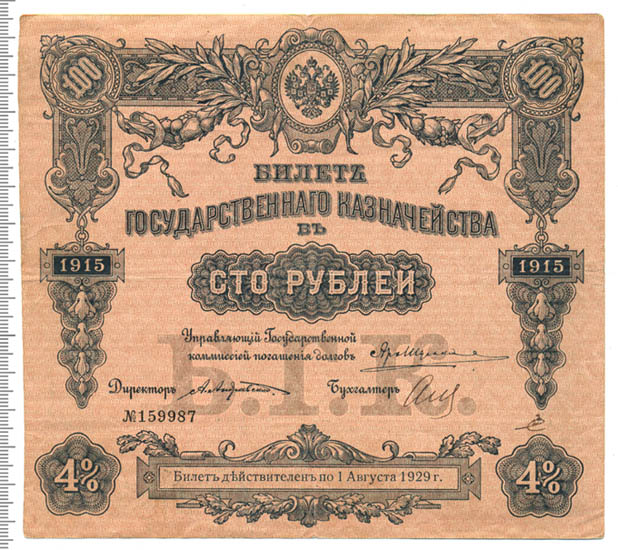 100 100
БИЛЕТЪ
ГОСУДАРСТВЕННАГО КАЗНАЧЕЙСТВА
ВЪ
1915 1915
СТО РУБЛЕЙ
Управляющій Государственной
коммиссіей погашенія долговъ
Директоръ Бухгалтеръ
Б.Г.К.
№159987
4% 4%
Билетъ дѣйствителенъ по 1 Августа 1929 г.